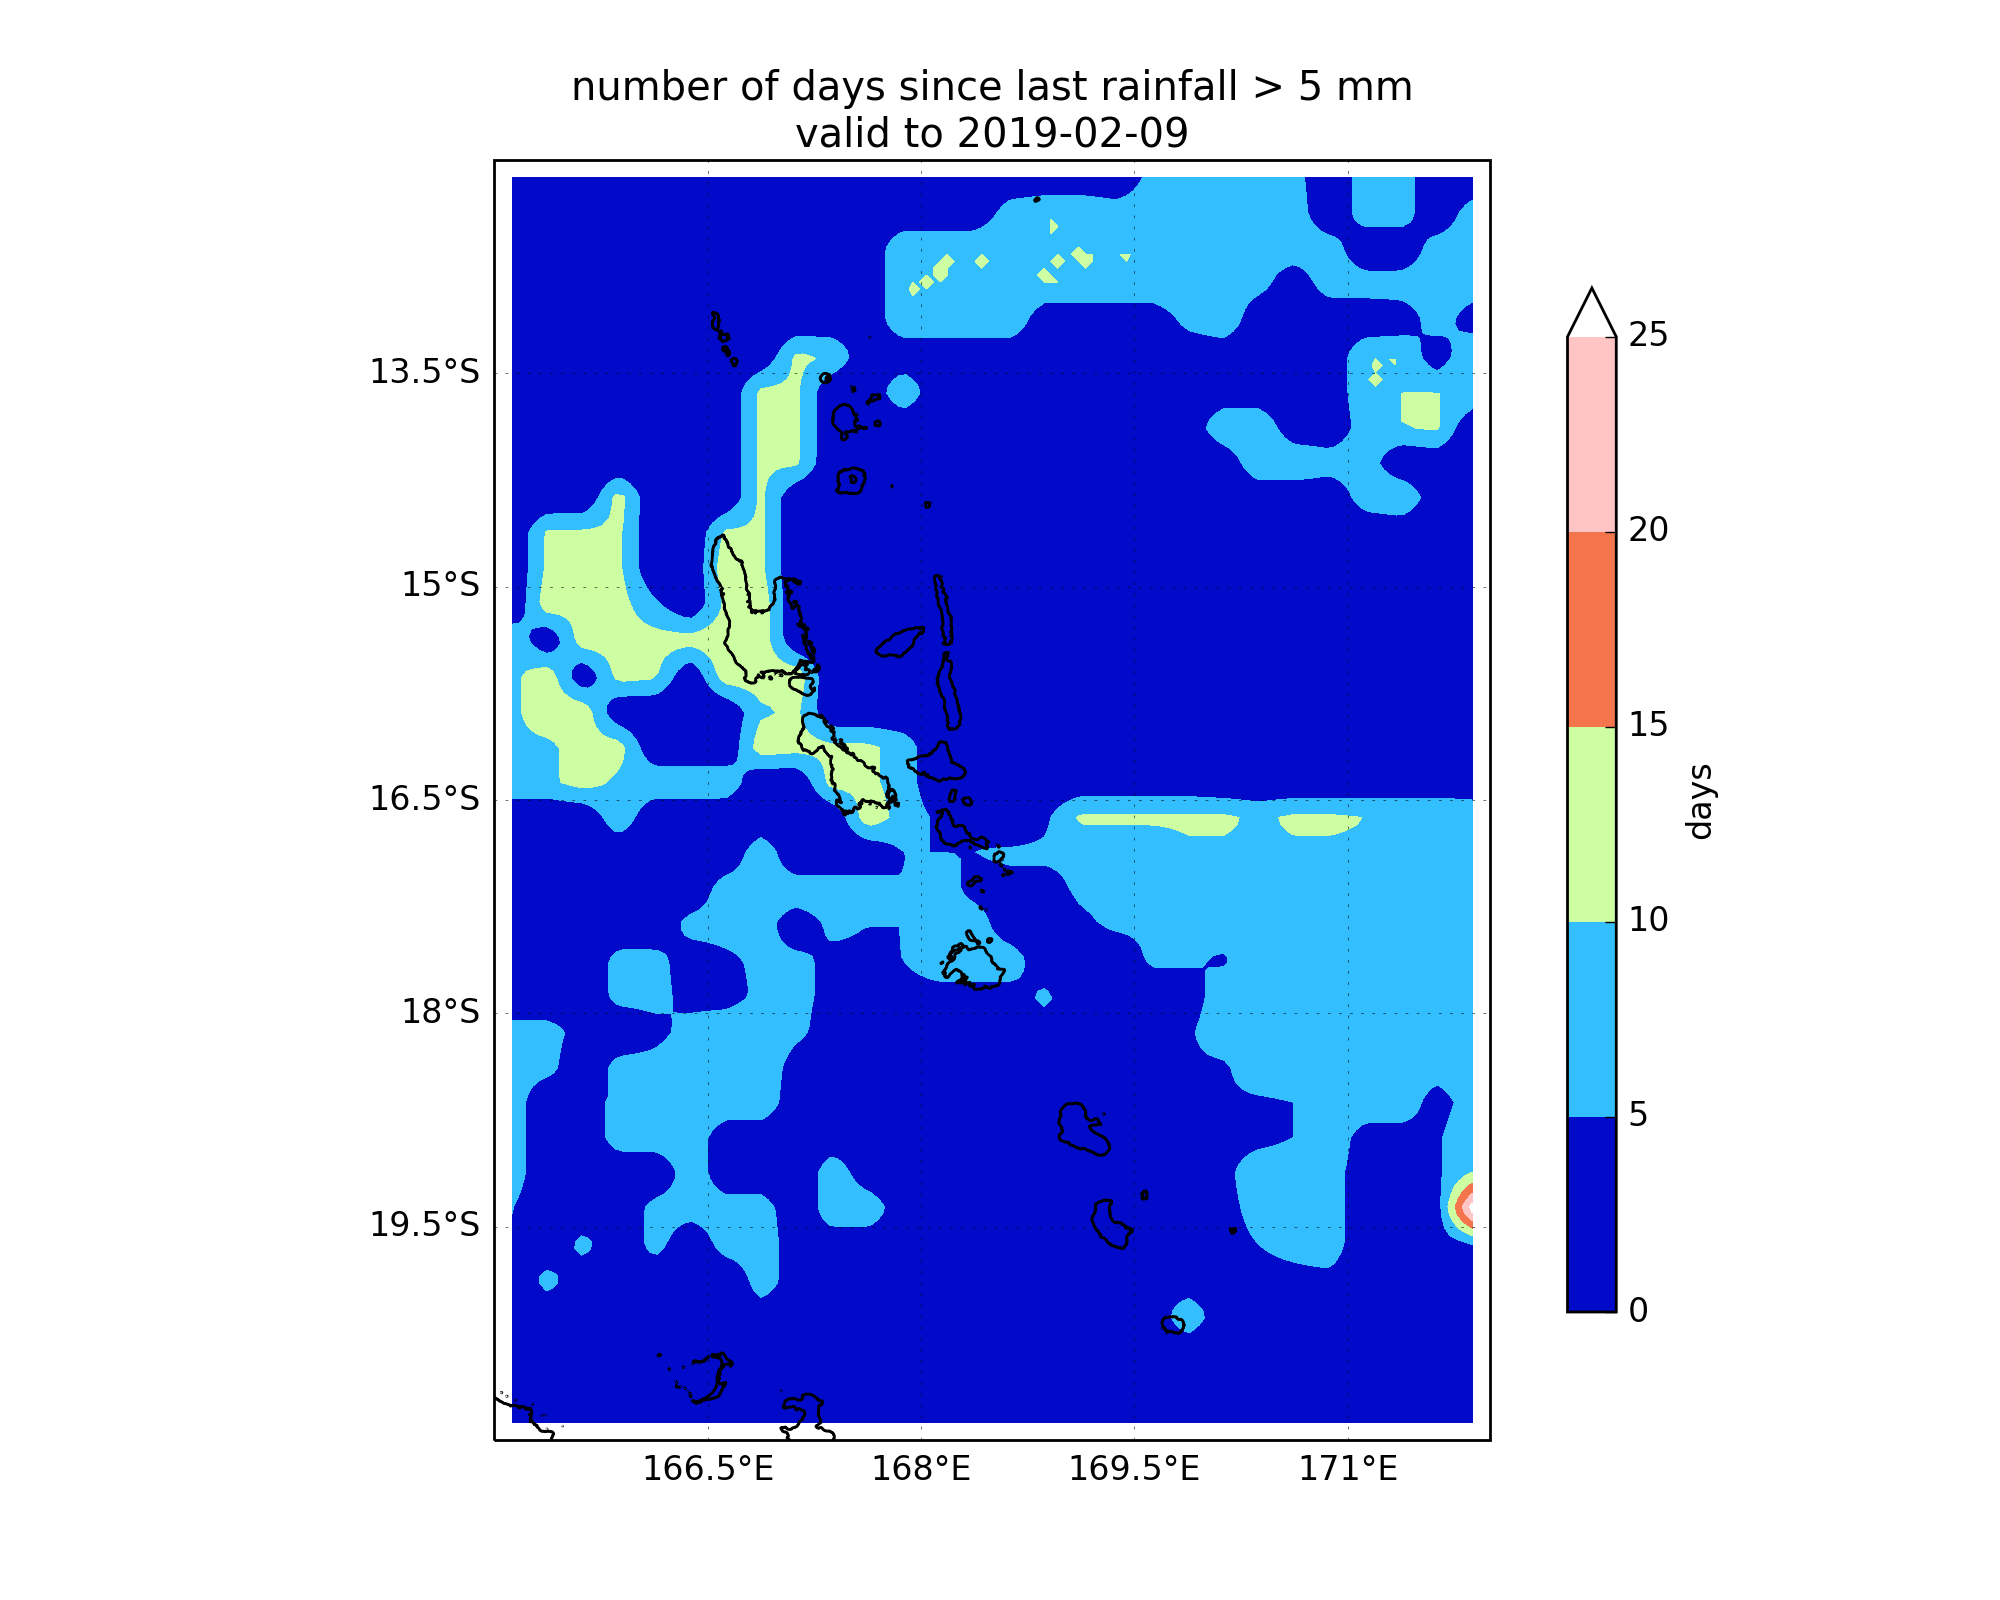 number of days since last rainfall > 5 mm
valid to 2019-02-09
13.5°S
15°S
16.5°S
18°S
19.5°S
166.5°E
168°E
169.5°E
171°E
25
20
15
10
5
0
days